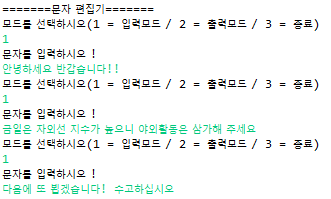 =======문자 편집기=======
모드를 선택하시오(1 = 입력모드 / 2 = 출력모드 / 3 = 종료)
1
문자를 입력하시오 !
안녕하세요 반갑습니다!!
모드를 선택하시오(1 = 입력모드 / 2 = 출력모드 / 3 = 종료)
1
문자를 입력하시오 !
금일은 자외선 지수가 높으니 야외활동은 삼가해 주세요
모드를 선택하시오(1 = 입력모드 / 2 = 출력모드 / 3 = 종료)
1
문자를 입력하시오 !
다음에 또 뵙겠습니다! 수고하십시오